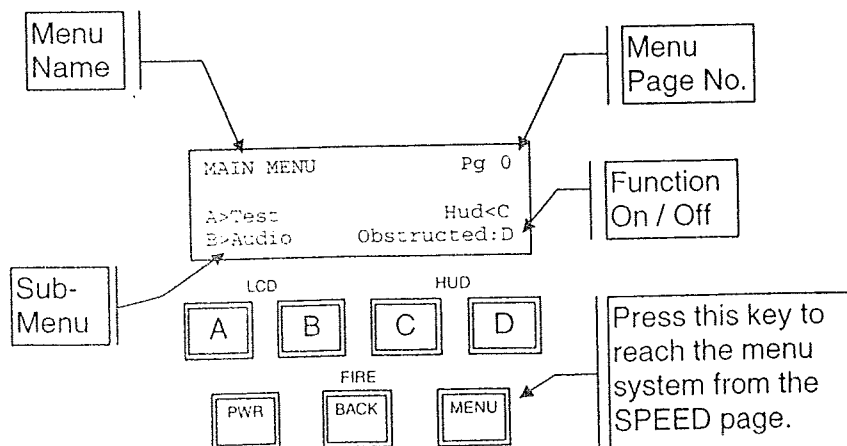 Menu
Name
Menu
Page No.
MAIN MENU Pg 0
A>Test Hud<C
B>Audio Obstructed:D
Function
On / Off
Sub-
Menu
LCD HUD
A B C D
FIRE
PWR BACK MENU
Press this key to
reach the menu
system from the
SPEED page.